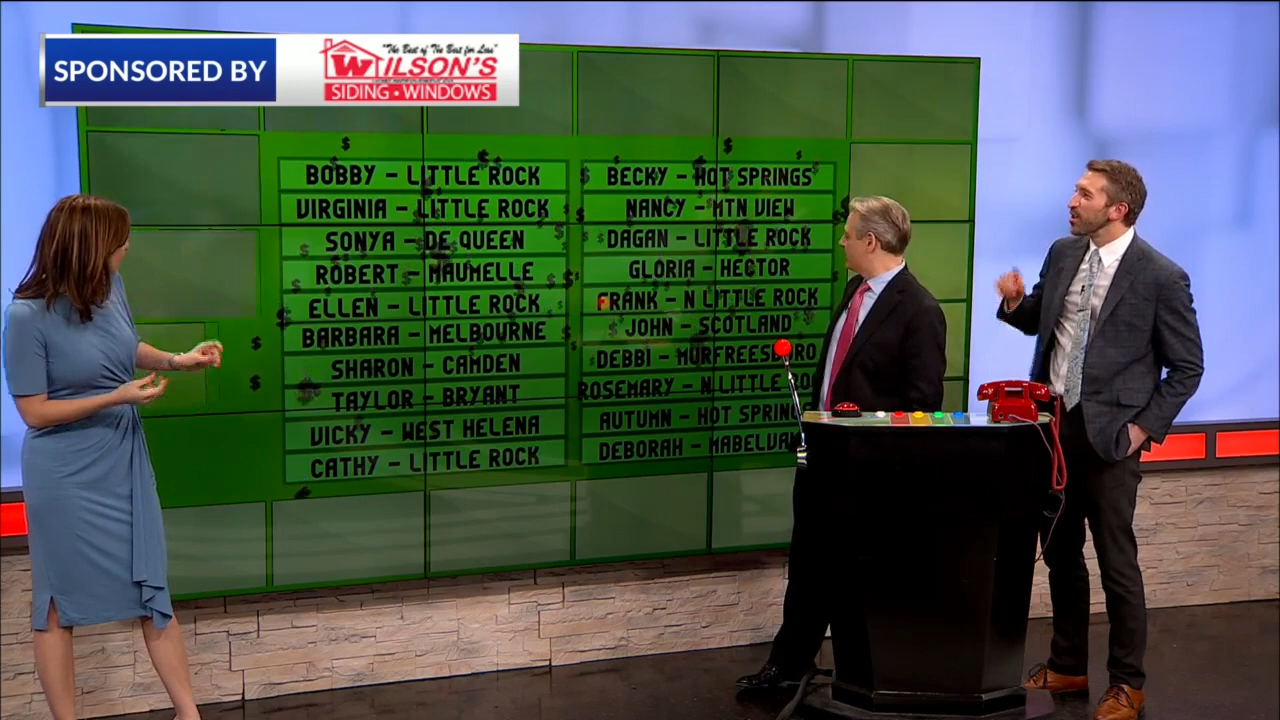 SPONSORED BY
"The Best of The Best for Less"
WILSON'S
SIDING • WINDOWS
BOBBY – LITTLE ROCK
VIRGINIA – LITTLE ROCK
SONYA – DE QUEEN
ROBERT – MAUMELLE
ELLEN – LITTLE ROCK
BARBARA – MELBOURNE
SHARON – CAMDEN
TAYLOR – BRYANT
VICKY – WEST HELENA
CATHY – LITTLE ROCK
BECKY – HOT SPRINGS
NANCY – MTN VIEW
DAGAN – LITTLE ROCK
GLORIA – HECTOR
FRANK – N LITTLE ROCK
JOHN – SCOTLAND
DEBBI – MURFREESBORO
ROSEMARY – N LITTLE RO
AUTUMN – HOT SPRING
DEBORAH – MABELVA